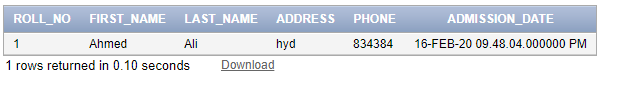 ROLL_NO FIRST_NAME LAST_NAME ADDRESS PHONE ADMISSION_DATE
1 Ahmed Ali hyd 834384 16-FEB-20 09.48.04.000000 PM
1 rows returned in 0.10 seconds Download